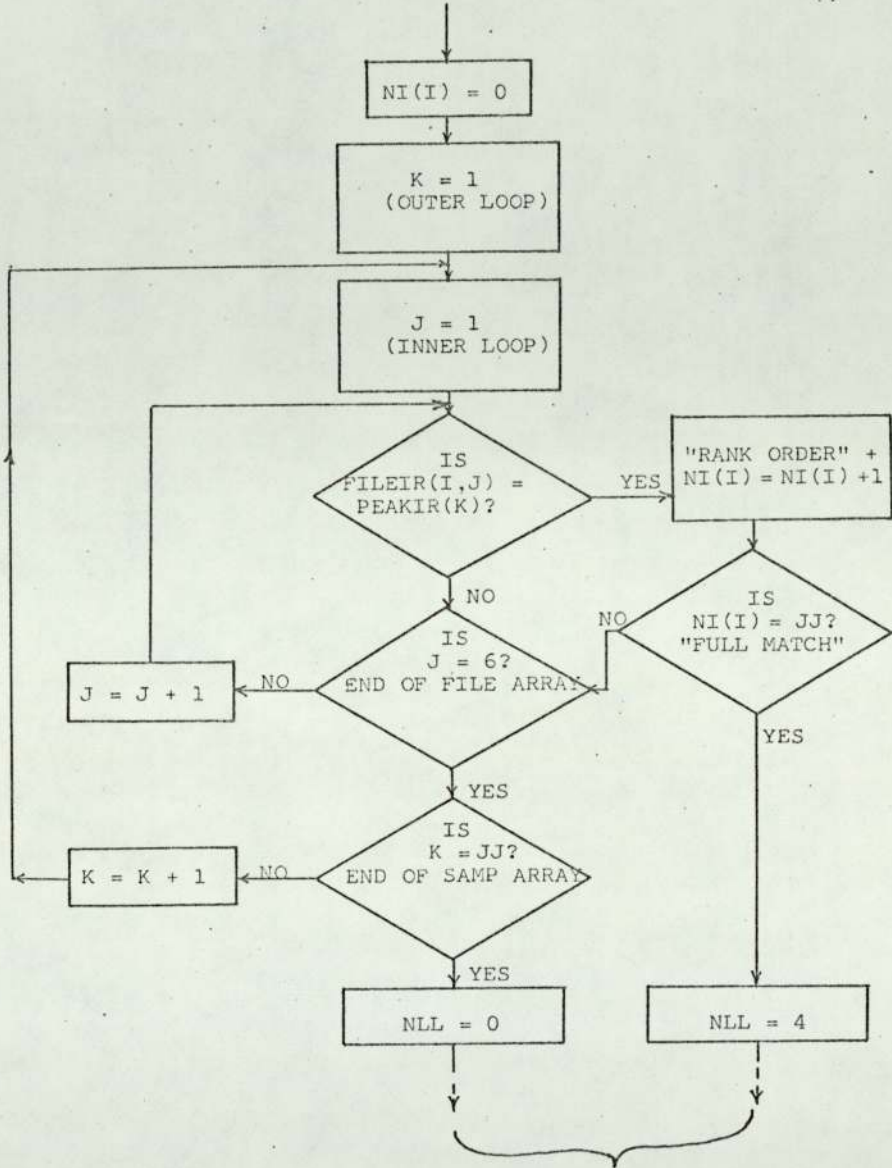 NI(I) = 0
K = 1
(OUTER LOOP)
J = 1
(INNER LOOP)
IS
FILEIR(I,J) =
PEAKIR(K)?
YES
"RANK ORDER" +
NI(I) = NI(I) +1
NO
IS
NI(I) = JJ?
"FULL MATCH"
NO
YES
IS
J = 6?
END OF FILE ARRAY
NO
J = J + 1
YES
IS
K = JJ?
END OF SAMP ARRAY
NO
K = K + 1
YES
NLL = 0
NLL = 4